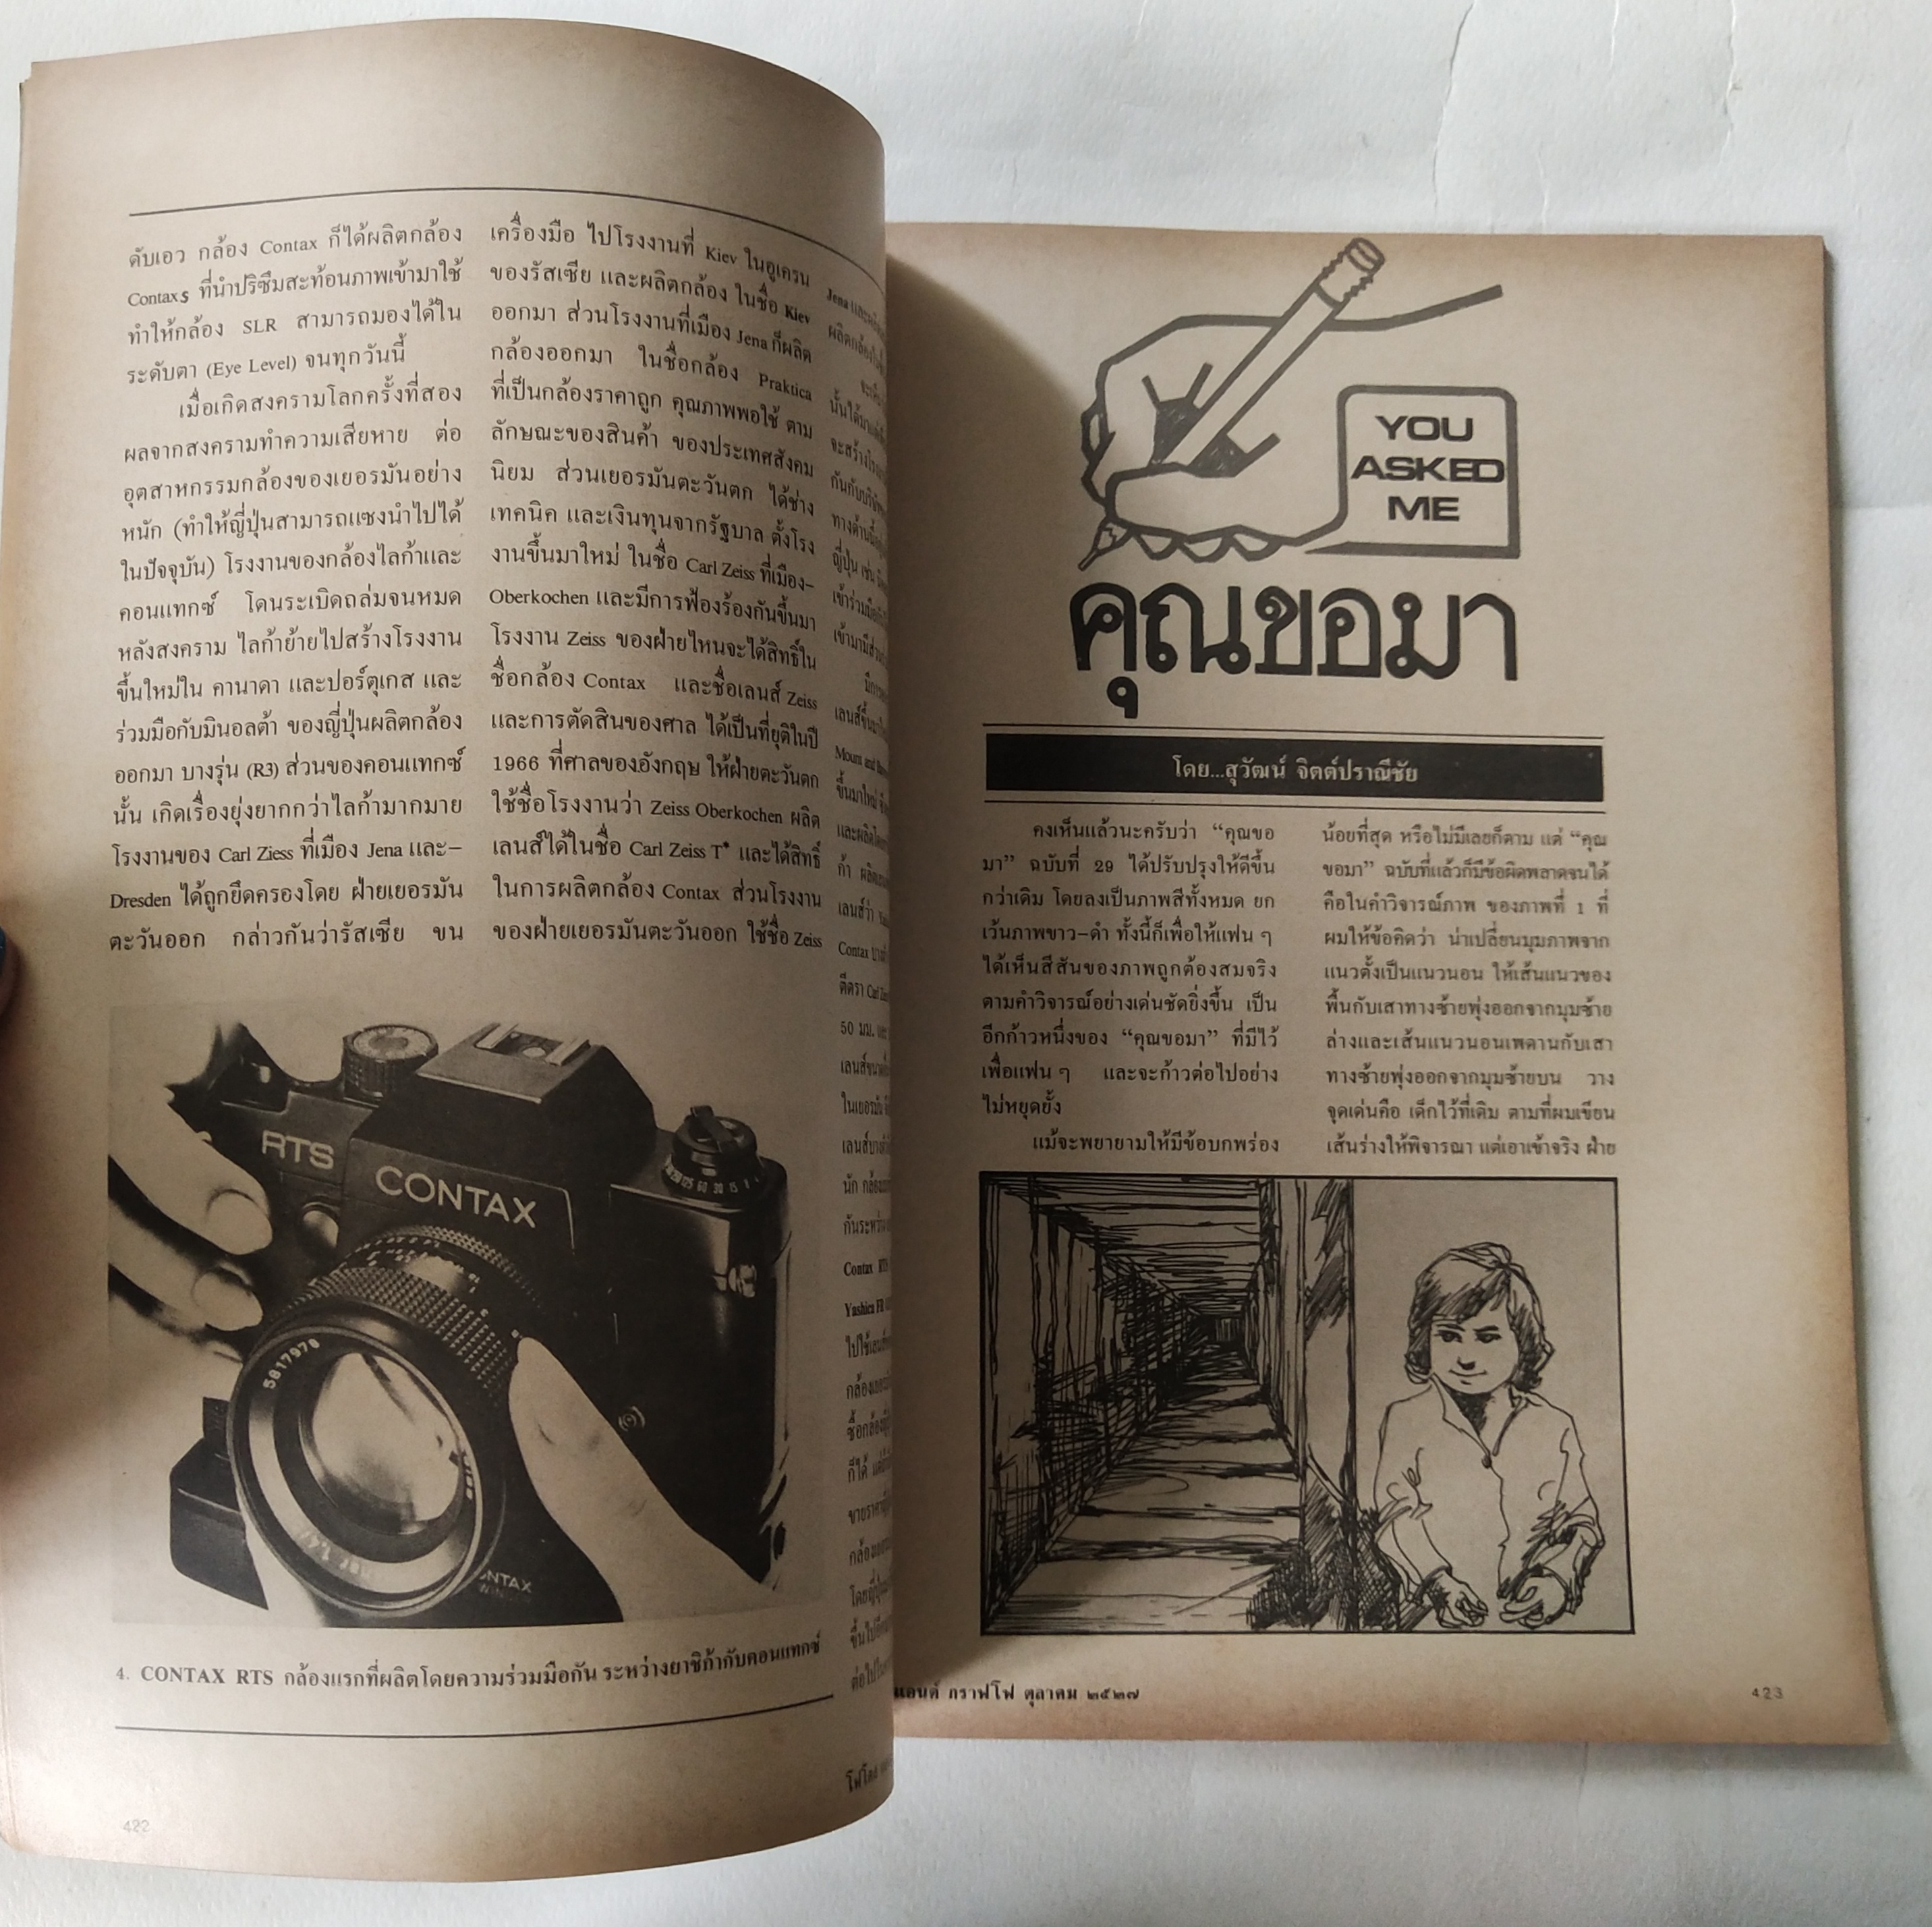 ดับเอว กล้อง Contax ก็ได้ผลิตกล้อง
Contax s ที่นำปริซึมสะท้อนภาพเข้ามาใช้
ทำให้กล้อง SLR สามารถมองได้ใน
ระดับตา (Eye Level) จนทุกวันนี้
เมื่อเกิดสงครามโลกครั้งที่สอง
ผลจากสงครามทำความเสียหาย ต่อ
อุตสาหกรรมกล้องของเยอรมันอย่าง
หนัก (ทำให้ญี่ปุ่นสามารถแซงนำไปได้
ในปัจจุบัน) โรงงานของกล้องไลก้าและ
คอนแทกซ์ โดนระเบิดถล่มจนหมด
หลังสงคราม ไลก้าย้ายไปสร้างโรงงาน
ขึ้นใหม่ใน คานาดา และปอร์ตุเกส และ
ร่วมมือกับมินอลต้า ของญี่ปุ่นผลิตกล้อง
ออกมา บางรุ่น (R3) ส่วนของคอนแทกซ์
นั้น เกิดเรื่องยุ่งยากกว่าไลก้ามากมาย
โรงงานของ Carl Ziess ที่เมือง Jena และ-
Dresden ได้ถูกยึดครองโดย ฝ่ายเยอรมัน
ตะวันออก กล่าวกันว่ารัสเซีย ขน
เครื่องมือ ไปโรงงานที่ Kiev ในอูเครน
ของรัสเซีย และผลิตกล้อง ในชื่อ Kiev
ออกมา ส่วนโรงงานที่เมือง Jena ก็ผลิต
กล้องออกมา ในชื่อกล้อง Praktica
ที่เป็นกล้องราคาถูก คุณภาพพอใช้ ตาม
ลักษณะของสินค้า ของประเทศสังคม
นิยม ส่วนเยอรมันตะวันตก ได้ช่าง
เทคนิค และเงินทุนจากรัฐบาล ตั้งโรง
งานขึ้นมาใหม่ ในชื่อ Carl Zeiss ที่เมือง-
Oberkochen และมีการฟ้องร้องกันขึ้นมา
โรงงาน Zeiss ของฝ่ายไหนจะได้สิทธิ์ใน
ชื่อกล้อง Contax และชื่อเลนส์ Zeiss
และการตัดสินของศาล ได้เป็นที่ยุติในปี
1966 ที่ศาลของอังกฤษ ให้ฝ่ายตะวันตก
ใช้ชื่อโรงงานว่า Zeiss Oberkochen ผลิต
เลนส์ได้ในชื่อ Carl Zeiss T* และได้สิทธิ์
ในการผลิตกล้อง Contax ส่วนโรงงาน
ของฝ่ายเยอรมันตะวันออก ใช้ชื่อ Zeiss
Jena
Mount and
Contax
50 มม.
Contax RTS
RTS
CONTAX
5817978
4. CONTAX RTS กล้องแรกที่ผลิตโดยความร่วมมือกัน ระหว่างยาชิก้ากับคอนแทกซ์
422
YOU
ASKED
ME
คุณขอมา
โดย...สุวัฒน์ จิตต์ปราณีชัย
คงเห็นแล้วนะครับว่า “คุณขอ
มา” ฉบับที่ 29 ได้ปรับปรุงให้ดีขึ้น
กว่าเดิม โดยลงเป็นภาพสีทั้งหมด ยก
เว้นภาพขาว-ดำ ทั้งนี้ก็เพื่อให้แฟน ๆ
ได้เห็นสีสันของภาพถูกต้องสมจริง
ตามคำวิจารณ์อย่างเด่นชัดยิ่งขึ้น เป็น
อีกก้าวหนึ่งของ “คุณขอมา” ที่มีไว้
เพื่อแฟน ๆ และจะก้าวต่อไปอย่าง
ไม่หยุดยั้ง
แม้จะพยายามให้มีข้อบกพร่อง
น้อยที่สุด หรือไม่มีเลยก็ตาม แต่ “คุณ
ขอมา” ฉบับที่แล้วก็มีข้อผิดพลาดจนได้
คือในคำวิจารณ์ภาพ ของภาพที่ 1 ที่
ผมให้ข้อคิดว่า น่าเปลี่ยนมุมภาพจาก
แนวตั้งเป็นแนวนอน ให้เส้นแนวของ
พื้นกับเสาทางซ้ายพุ่งออกจากมุมซ้าย
ล่างและเส้นแนวนอนเพดานกับเสา
ทางซ้ายพุ่งออกจากมุมซ้ายบน วาง
จุดเด่นคือ เด็กไว้ที่เดิม ตามที่ผมเขียน
เส้นร่างให้พิจารณา แต่เอาเข้าจริง ฝ่าย
แอนด์ กราฟโฟ ตุลาคม ๒๕๒๗
423